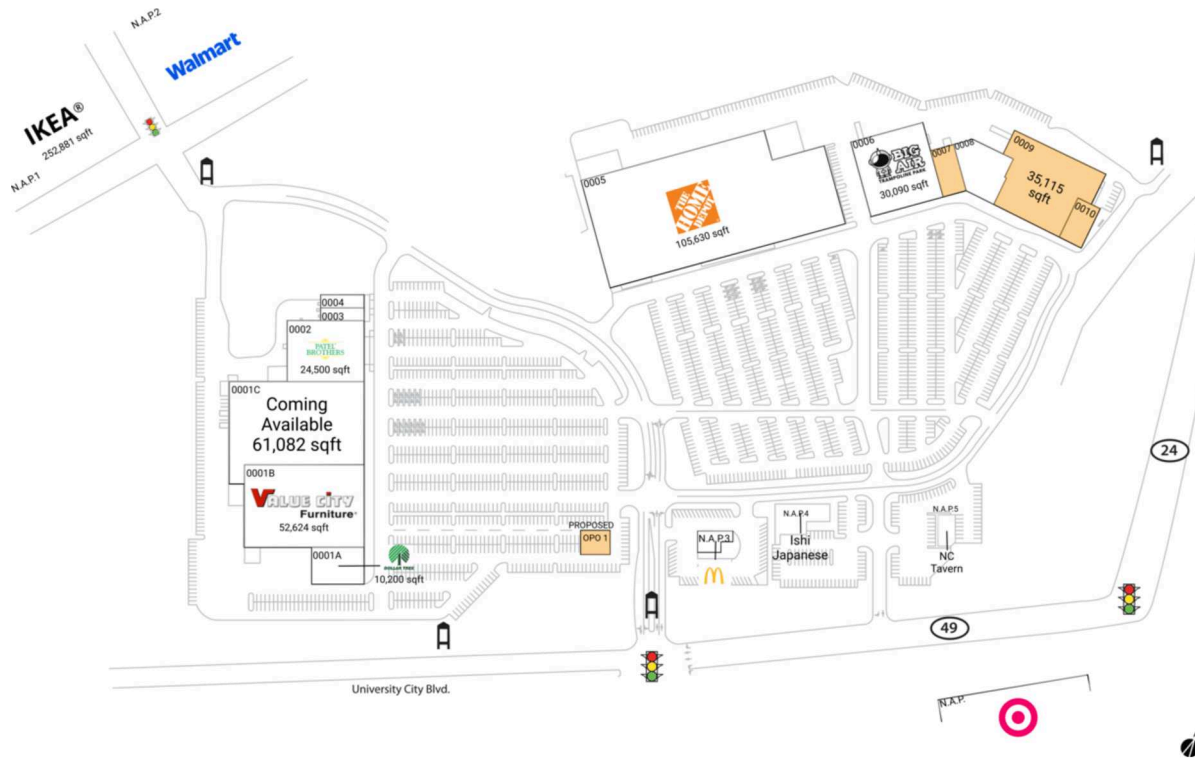 N.A.P.2
Walmart
IKEA®
252,881 sqft
N.A.P.1
0005
THE HOME DEPOT
105,630 sqft
0006
BIG AIR
TRAMPOLINE PARK
30,090 sqft
0007
0008
0009
35,115
sqft
0010
0004
0003
0002
PATEL
BROTHERS
24,500 sqft
0001C
Coming
Available
61,082 sqft
0001B
VALUE CITY
Furniture
52,624 sqft
0001A
DOLLAR TREE
10,200 sqft
PROPOSED
OPO 1
N.A.P.3
N.A.P.4
Ishi
Japanese
N.A.P.5
NC
Tavern
24
49
University City Blvd.
N.A.P.